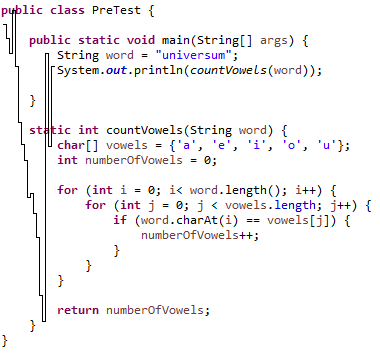 public class PreTest {
public static void main(String[] args) {
String word = "universum";
System.out.println(countVowels(word));
}
static int countVowels(String word) {
char[] vowels = {'a', 'e', 'i', 'o', 'u'};
int numberOfVowels = 0;
for (int i = 0; i< word.length(); i++) {
for (int j = 0; j < vowels.length; j++) {
if (word.charAt(i) == vowels[j]) {
numberOfVowels++;
}
}
}
return numberOfVowels;
}
}